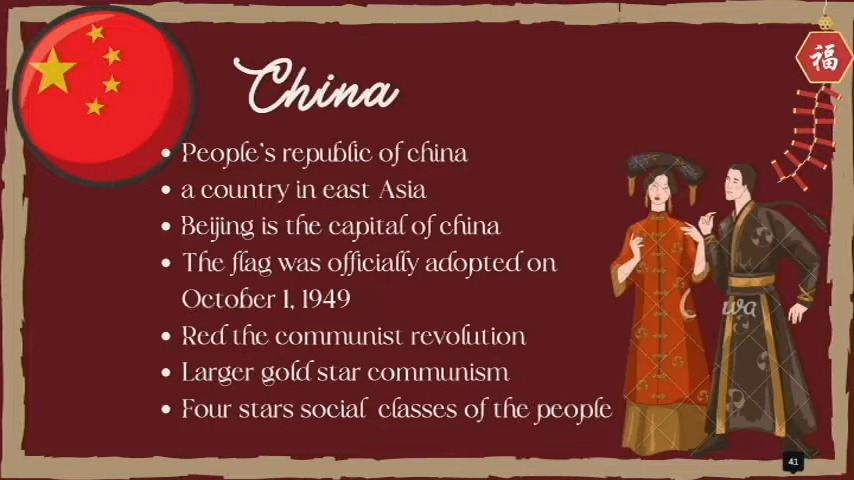 福
China
People's republic of china
a country in east Asia
Beijing is the capital of china
The flag was officially adopted on
October 1, 1949
Red the communist revolution
Larger gold star communism
Four stars social classes of the people
41